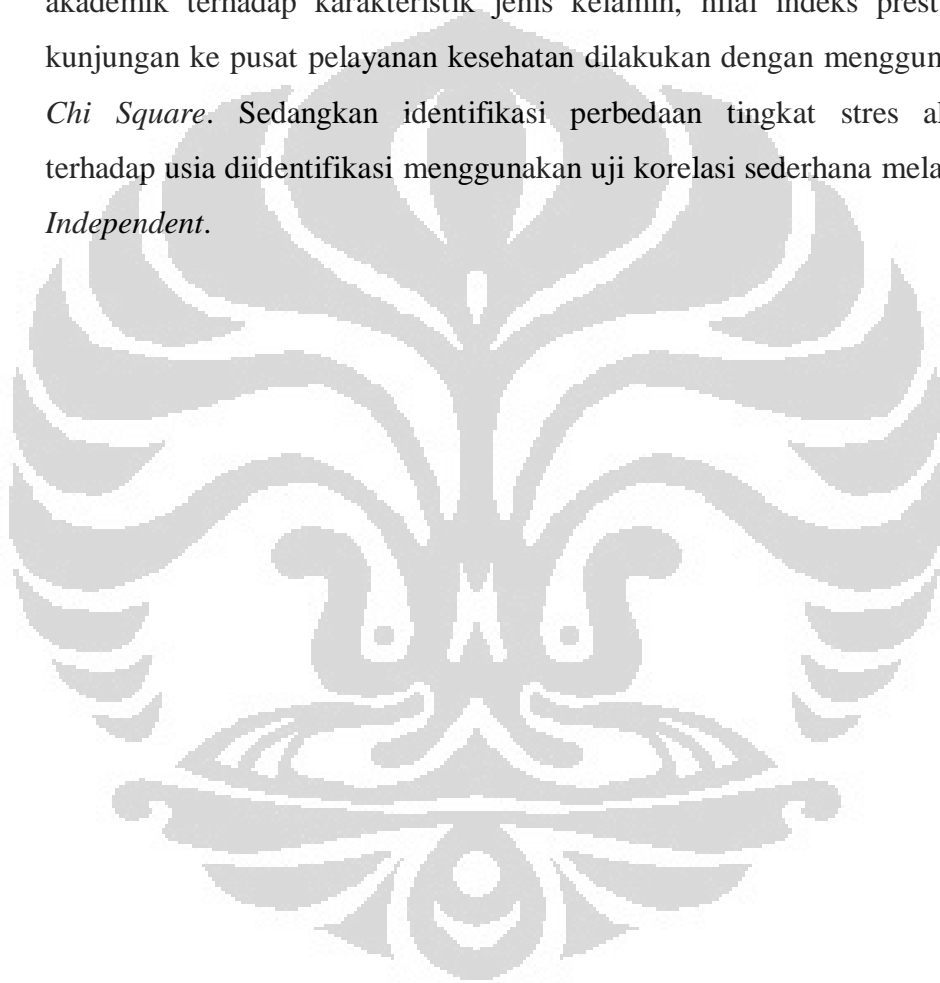 akademik terhadap karakteristik jenis kelamin, nilai indeks prest
kunjungan ke pusat pelayanan kesehatan dilakukan dengan menggun
Chi Square. Sedangkan identifikasi perbedaan tingkat stres al
terhadap usia diidentifikasi menggunakan uji korelasi sederhana mela
Independent.